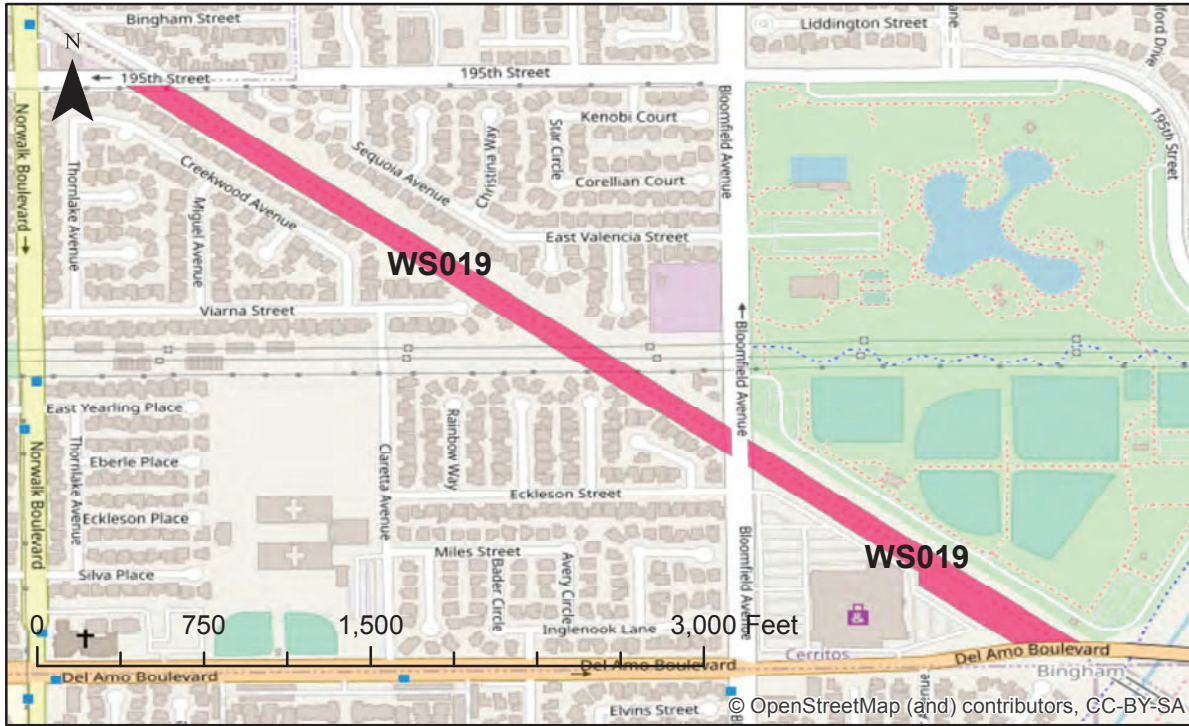 Bingham Street
Liddington Street
N
195th Street
195th Street
195th Street
Norwalk Boulevard
Bloomfield Avenue
Kenobi Court
Star Circle
Christina Way
Sequoia Avenue
Creekwood Avenue
Thornlake Avenue
Miguel Avenue
Corellian Court
East Valencia Street
WS019
Viarna Street
Bloomfield Avenue
East Yearling Place
Rainbow Way
Claretta Avenue
Thornlake Avenue
Norwalk Boulevard
Eberle Place
Eckleson Street
Eckleson Place
Miles Street
Bader Circle
Avery Circle
Bloomfield Avenue
WS019
Silva Place
0 750 1,500 3,000 Feet
Inglenook Lane
Cerritos
Del Amo Boulevard
Del Amo Boulevard
Del Amo Boulevard
Bingham
Elvins Street
© OpenStreetMap (and) contributors, CC-BY-SA